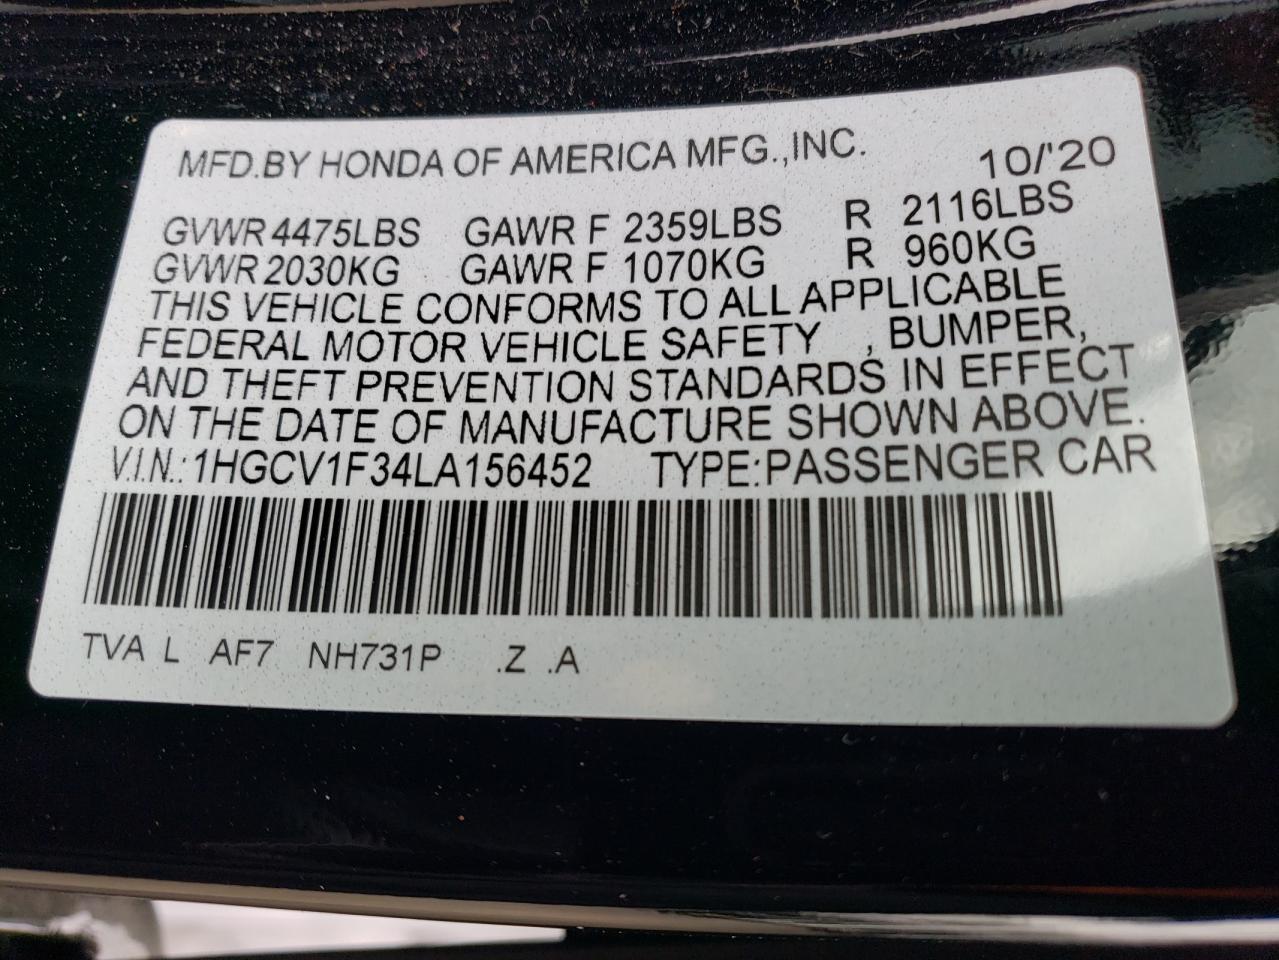 MFD.BY HONDA OF AMERICA MFG.,INC. 10/'20
GVWR 4475LBS GAWR F 2359LBS R 2116LBS
GVWR 2030KG GAWR F 1070KG R 960KG
THIS VEHICLE CONFORMS TO ALL APPLICABLE
FEDERAL MOTOR VEHICLE SAFETY , BUMPER,
AND THEFT PREVENTION STANDARDS IN EFFECT
ON THE DATE OF MANUFACTURE SHOWN ABOVE.
V.I.N.: 1HGCV1F34LA156452 TYPE:PASSENGER CAR
TVA L AF7 NH731P .Z .A